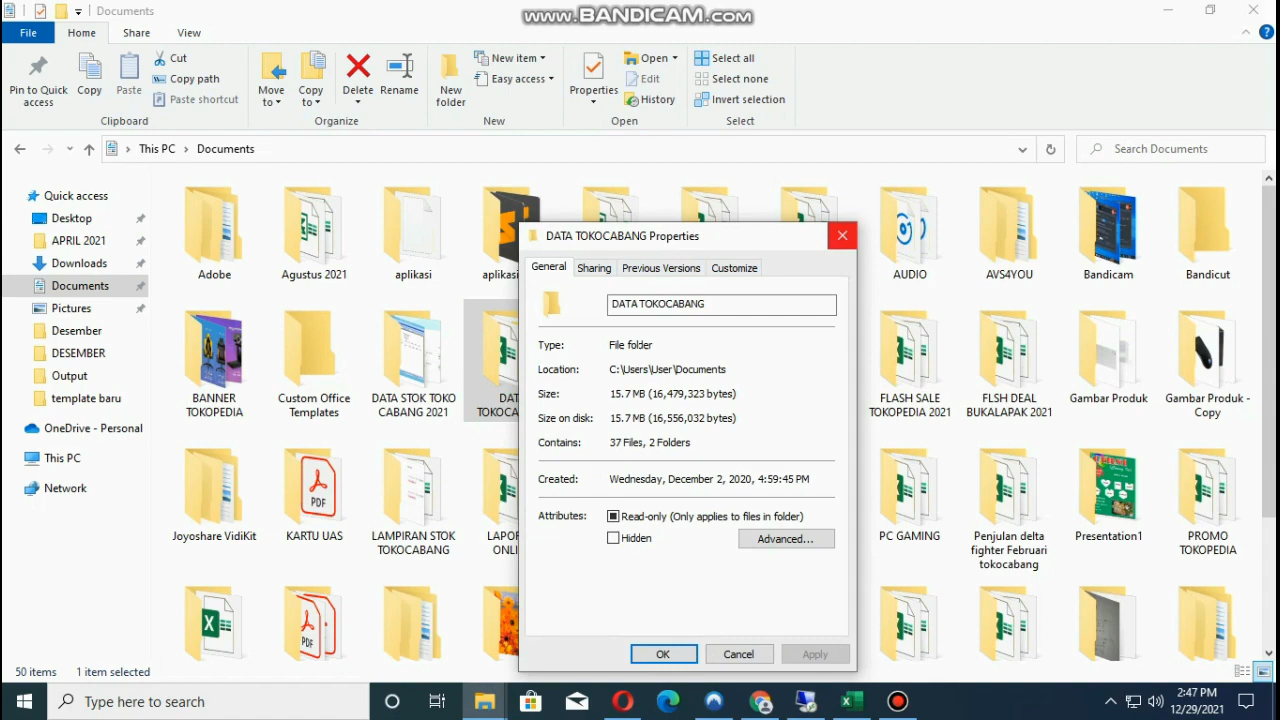 Documents
www.BANDICAM.com
File Home Share View
Pin to Quick access
Copy
Paste
Cut
Copy path
Paste shortcut
Clipboard
Move to
Copy to
Delete
Rename
Organize
New folder
New item
Easy access
New
Properties
Open
Edit
History
Open
Select all
Select none
Invert selection
Select
This PC > Documents
Search Documents
Quick access
Desktop
APRIL 2021
Downloads
Documents
Pictures
Desember
DESEMBER
Output
template baru
OneDrive - Personal
This PC
Network
Adobe
Agustus 2021
aplikasi
aplikasi
AUDIO
AVS4YOU
Bandicam
Bandicut
BANNER
TOKOPEDIA
Custom Office
Templates
DATA STOK TOKO
CABANG 2021
FLASH SALE
TOKOPEDIA 2021
FLSH DEAL
BUKALAPAK 2021
Gambar Produk
Gambar Produk -
Copy
Joyoshare VidiKit
PDF
KARTU UAS
LAMPIRAN STOK
TOKOCABANG
PC GAMING
Penjulan delta
fighter Februari
tokocabang
Presentation1
PROMO
TOKOPEDIA
PDF
DATA TOKOCABANG Properties
General Sharing Previous Versions Customize
DATA TOKOCABANG
Type: File folder
Location: C:\Users\User\Documents
Size: 15.7 MB (16,479,323 bytes)
Size on disk: 15.7 MB (16,556,032 bytes)
Contains: 37 Files, 2 Folders
Created: Wednesday, December 2, 2020, 4:59:45 PM
Attributes: Read-only (Only applies to files in folder)
Hidden Advanced...
OK Cancel Apply
50 items 1 item selected
Type here to search
2:47 PM
12/29/2021